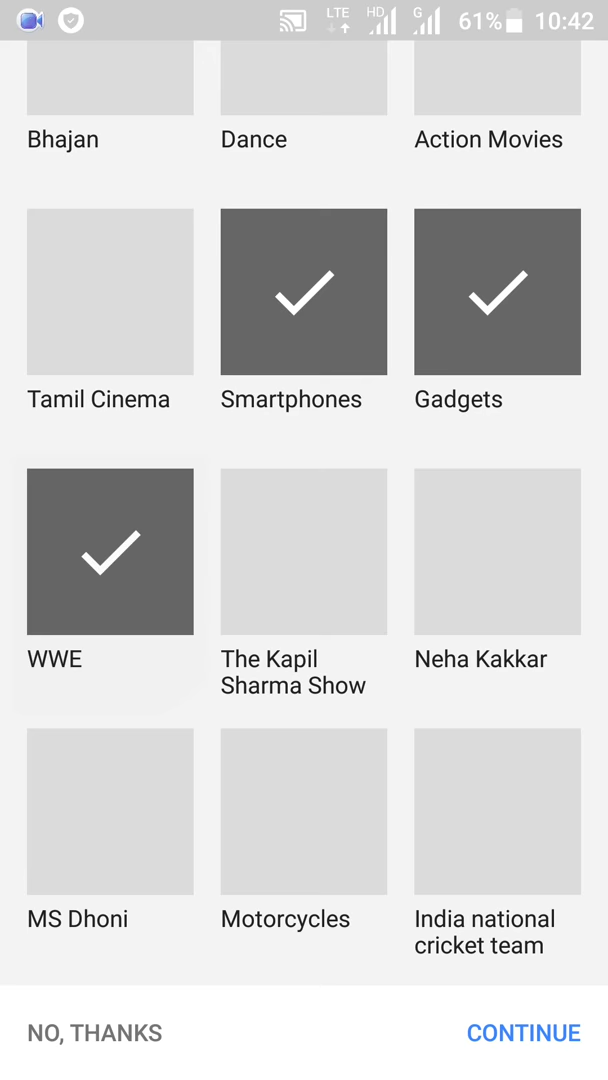 LTE HD G 61% 10:42
Bhajan Dance Action Movies
Tamil Cinema Smartphones Gadgets
WWE The Kapil Sharma Show Neha Kakkar
MS Dhoni Motorcycles India national cricket team
NO, THANKS CONTINUE